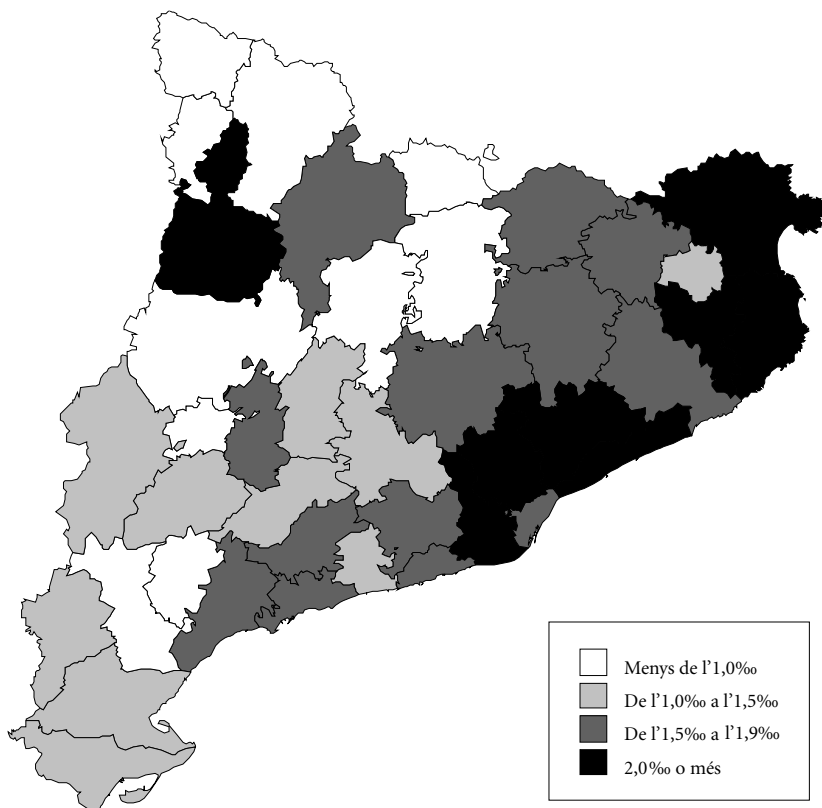 Menys de l'1,0‰
De l'1,0‰ a l'1,5‰
De l'1,5‰ a l'1,9‰
2,0‰ o més